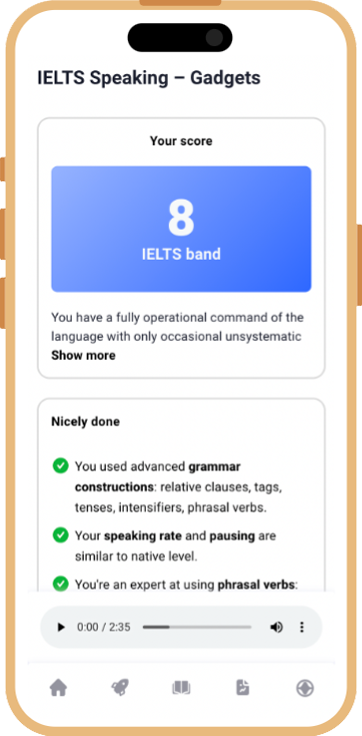 IELTS Speaking – Gadgets
Your score
8
IELTS band
You have a fully operational command of the
language with only occasional unsystematic
Show more
Nicely done
You used advanced grammar
constructions: relative clauses, tags,
tenses, intensifiers, phrasal verbs.
Your speaking rate and pausing are
similar to native level.
You're an expert at using phrasal verbs:
0:00 / 2:35